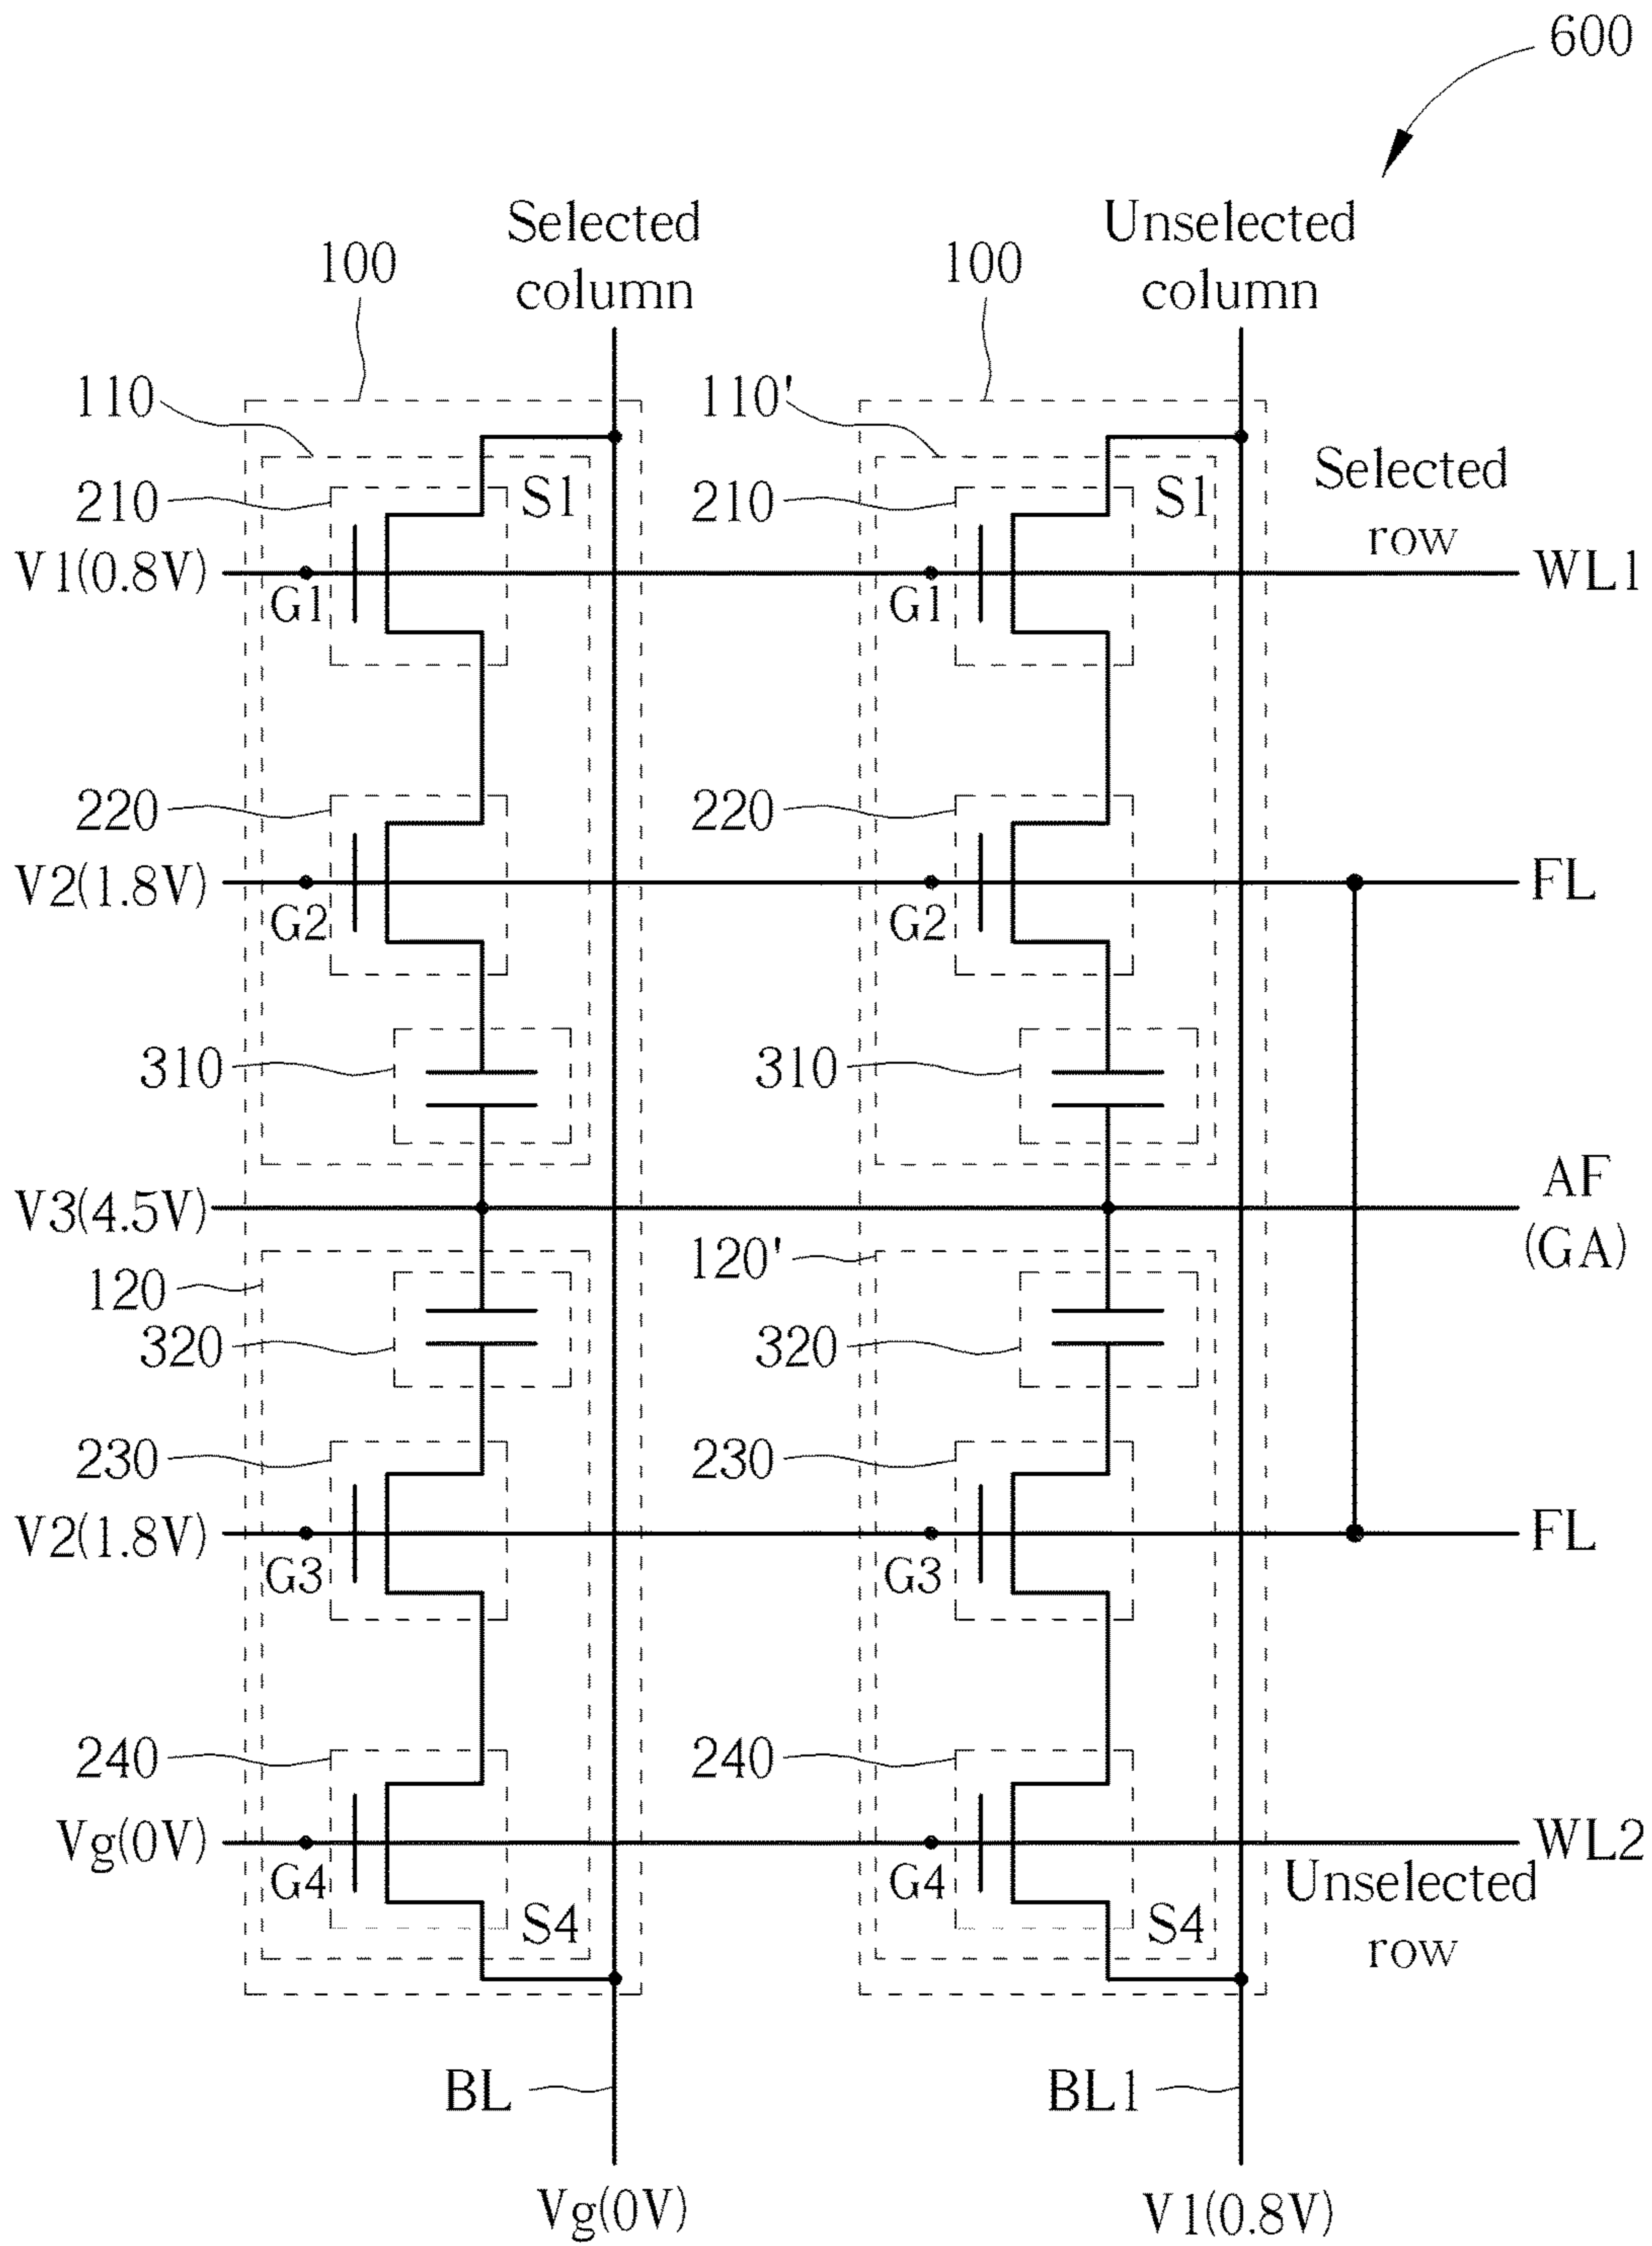 600
Selected
column
Unselected
column
100
100
110
110'
210
S1
210
S1
Selected
row
V1(0.8V)
G1
G1
WL1
220
220
V2(1.8V)
G2
G2
FL
310
310
V3(4.5V)
AF
(GA)
120
120'
320
320
230
230
V2(1.8V)
G3
G3
FL
240
240
Vg(0V)
G4
G4
WL2
Unselected
row
S4
S4
BL
BL1
Vg(0V)
V1(0.8V)